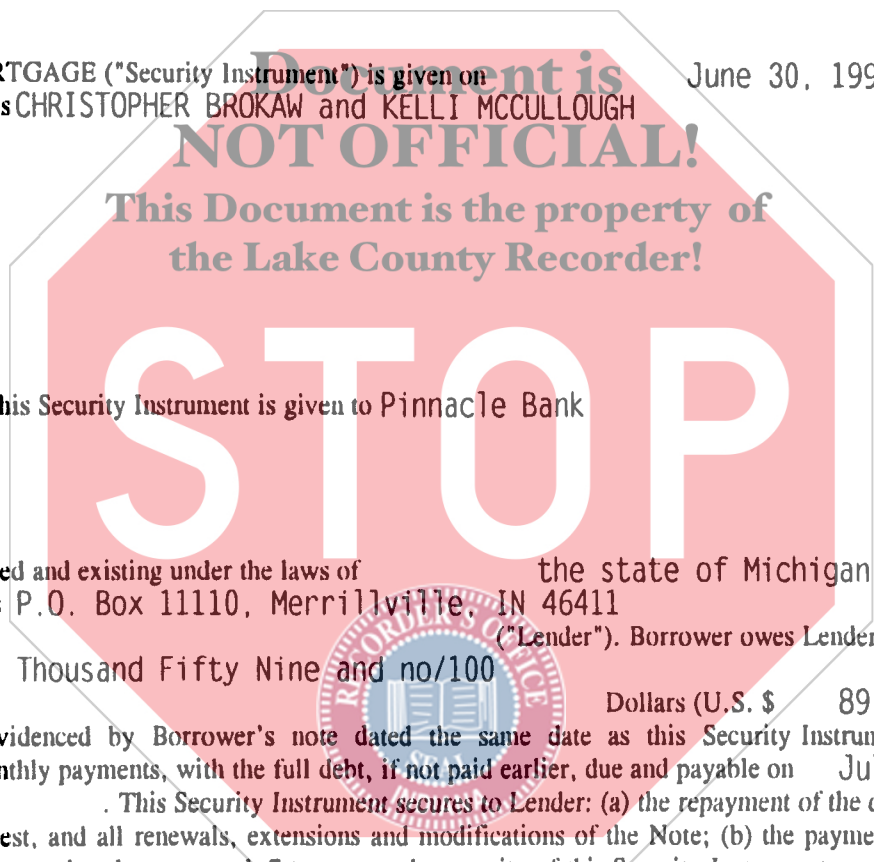 RTGAGE ("Security Instrument") is given on June 30, 199
s CHRISTOPHER BROKAW and KELLI MCCULLOUGH
Document is
NOT OFFICIAL!
This Document is the property of
the Lake County Recorder!
STOP
his Security Instrument is given to Pinnacle Bank
ed and existing under the laws of the state of Michigan
s P.O. Box 11110, Merrillville, IN 46411
("Lender"). Borrower owes Lender
Thousand Fifty Nine and no/100
Dollars (U.S. $ 89
RECORDER'S OFFICE
SEAL
videnced by Borrower's note dated the same date as this Security Instrum
nthly payments, with the full debt, if not paid earlier, due and payable on Ju
. This Security Instrument secures to Lender: (a) the repayment of the d
est, and all renewals, extensions and modifications of the Note; (b) the payme